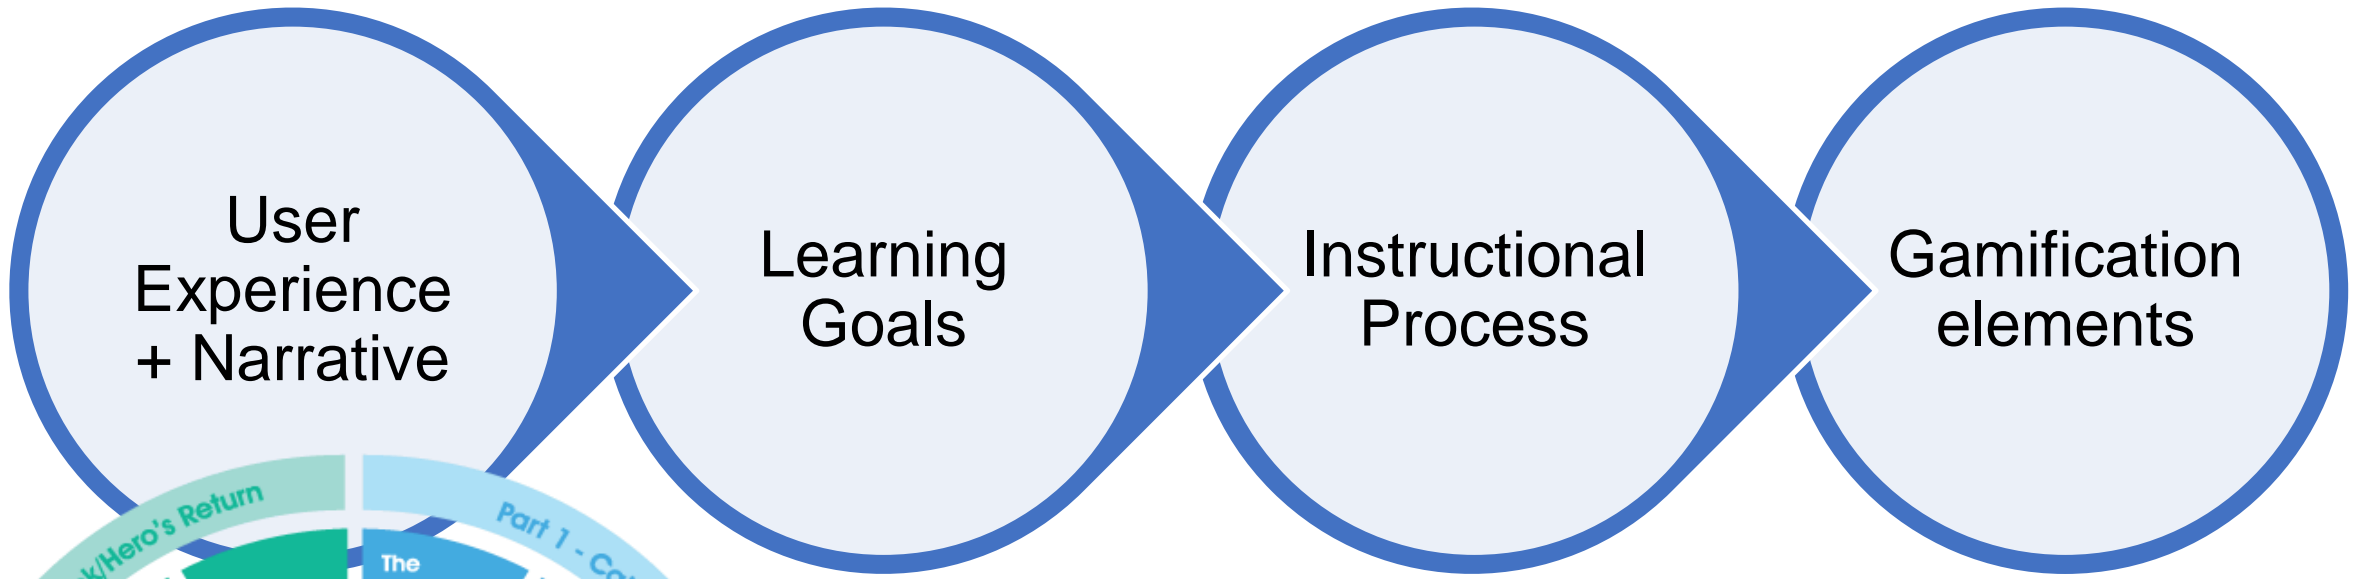 User
Experience
+ Narrative
Learning
Goals
Instructional
Process
Gamification
elements
Hero's Return
Part 1 -
The